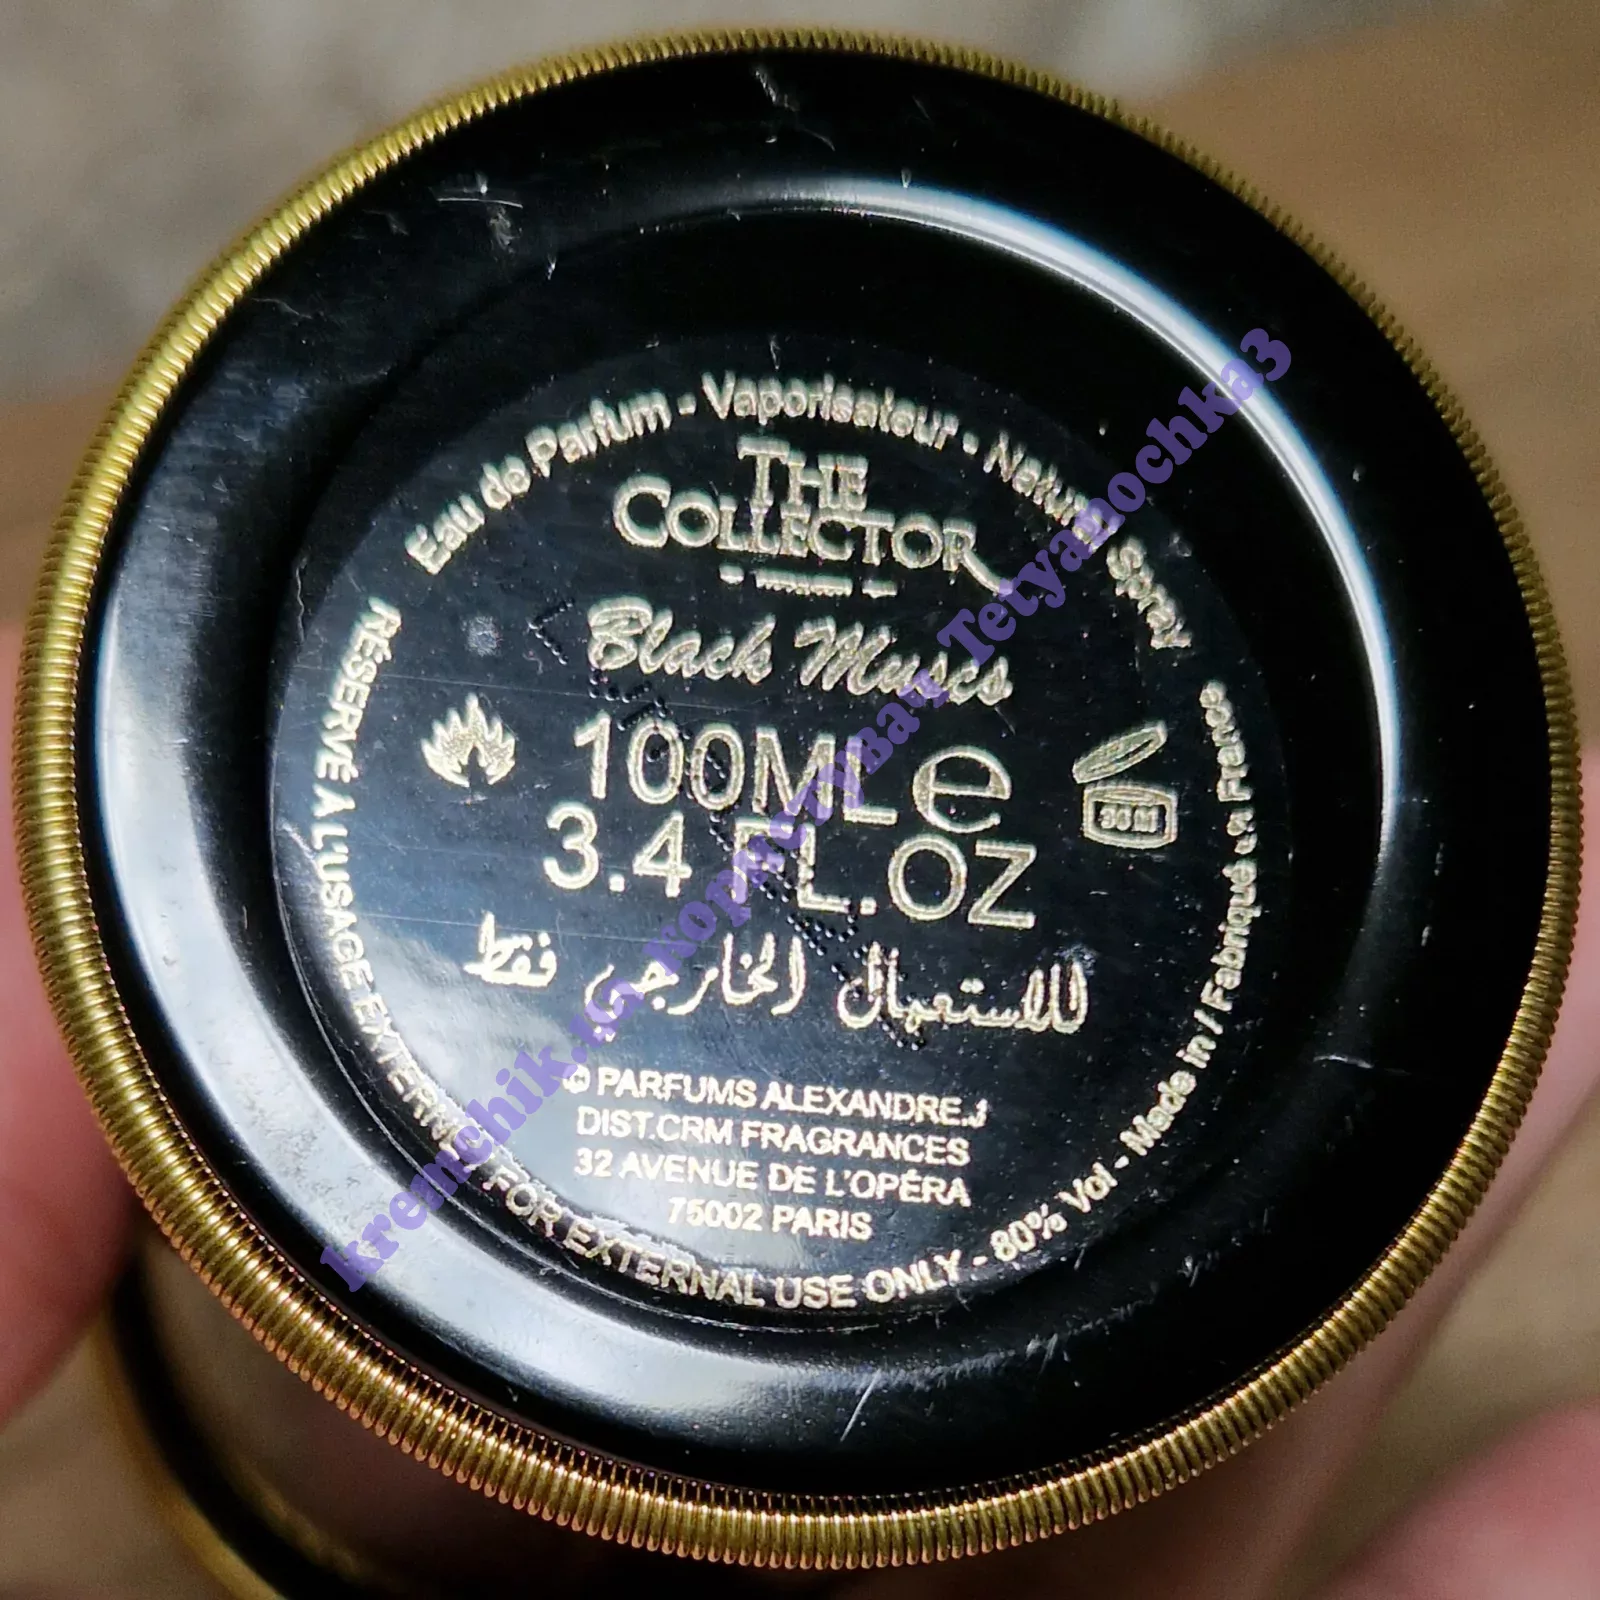 Eau de Parfum - Vaporisateur - Natural Spray
THE
COLLECTOR
Black Muscs
100ML e
3.4 FL.OZ
36M
للاستعمال الخارجي فقط
© PARFUMS ALEXANDRE.J
DIST.CRM FRAGRANCES
32 AVENUE DE L'OPÉRA
75002 PARIS
RÉSERVÉ À L'USAGE EXTERNE / FOR EXTERNAL USE ONLY - 80% Vol - Made in / Fabriqué en France
kremchik.ua користувач Tetyanochka3